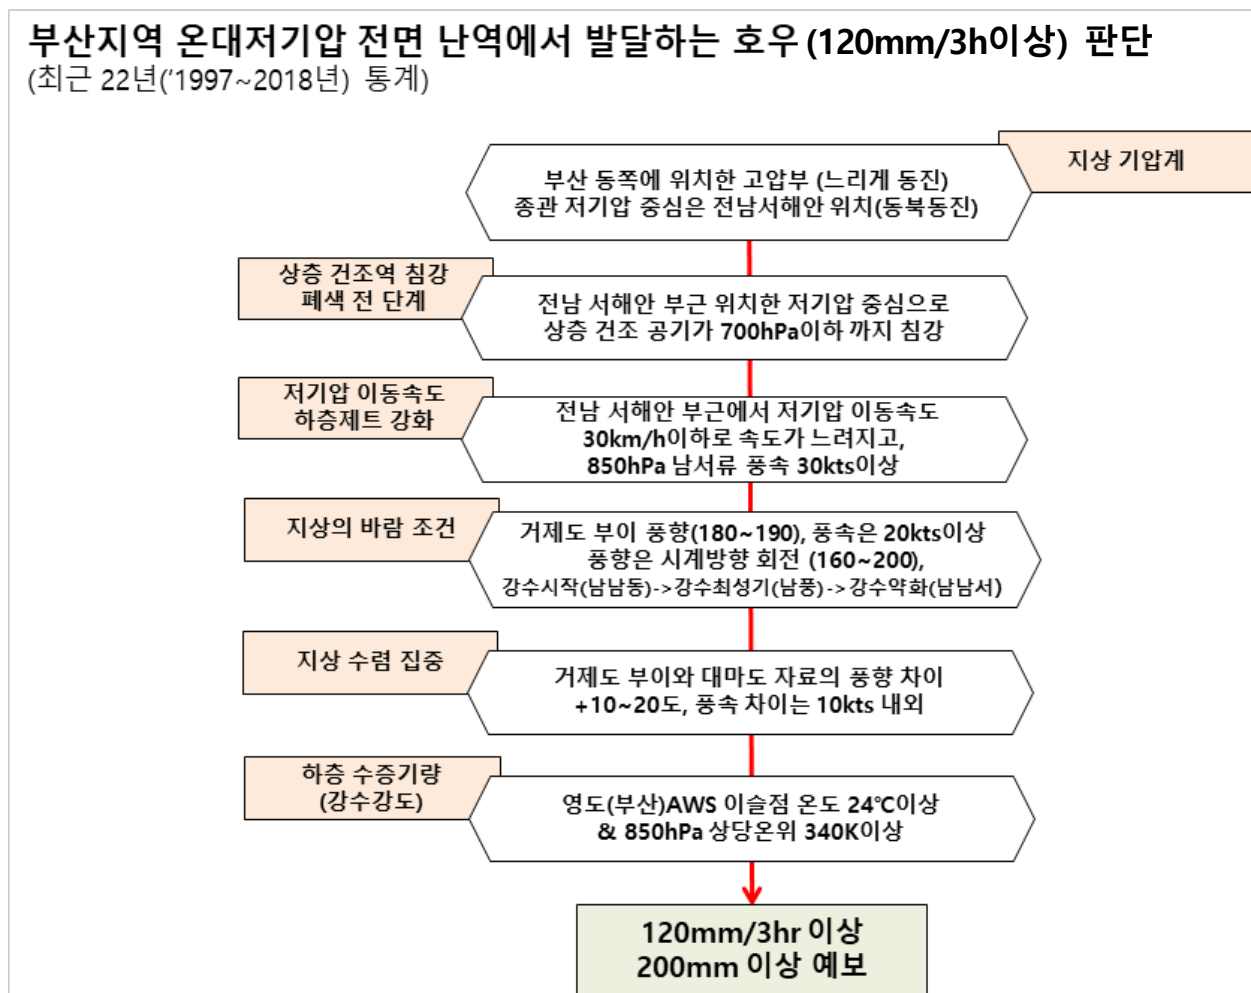 부산지역 온대저기압 전면 난역에서 발달하는 호우(120mm/3h이상) 판단
(최근 22년('1997~2018년) 통계)
지상 기압계
부산 동쪽에 위치한 고압부 (느리게 동진)
종관 저기압 중심은 전남서해안 위치(동북동진)
상층 건조역 침강
폐색 전 단계
전남 서해안 부근 위치한 저기압 중심으로
상층 건조 공기가 700hPa이하 까지 침강
저기압 이동속도
하층제트 강화
전남 서해안 부근에서 저기압 이동속도
30km/h이하로 속도가 느려지고,
850hPa 남서류 풍속 30kts이상
지상의 바람 조건
거제도 부이 풍향(180~190), 풍속은 20kts이상
풍향은 시계방향 회전 (160~200),
강수시작(남남동)->강수최성기(남풍)->강수약화(남남서)
지상 수렴 집중
거제도 부이와 대마도 자료의 풍향 차이
+10~20도, 풍속 차이는 10kts 내외
하층 수증기량
(강수강도)
영도(부산)AWS 이슬점 온도 24℃이상
& 850hPa 상당온위 340K이상
120mm/3hr 이상
200mm 이상 예보